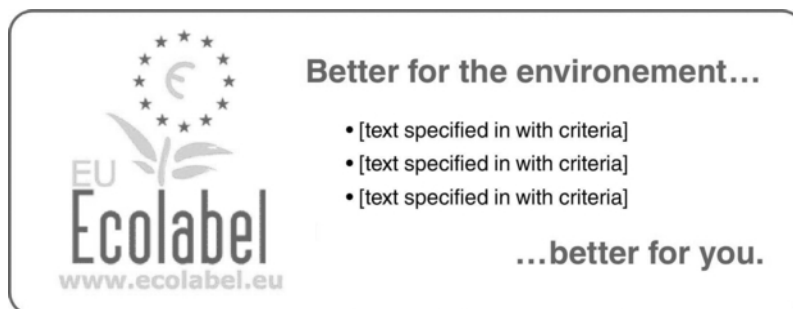 Better for the environement…
• [text specified in with criteria]
• [text specified in with criteria]
• [text specified in with criteria]
…better for you.
EU
Ecolabel
www.ecolabel.eu